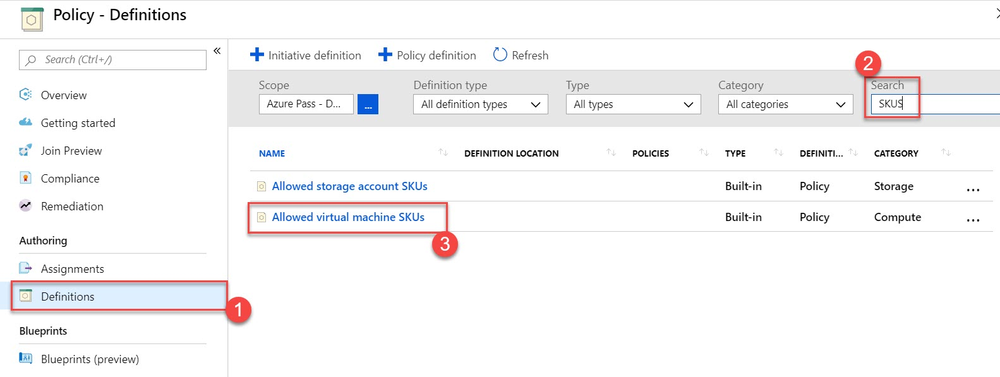 Policy - Definitions
Search (Ctrl+/)
Overview
Getting started
Join Preview
Compliance
Remediation
Authoring
Assignments
Definitions
1
Blueprints
Blueprints (preview)
Initiative definition
Policy definition
Refresh
2
Scope
Definition type
Type
Category
Search
Azure Pass - D...
...
All definition types
All types
All categories
SKUS
NAME
DEFINITION LOCATION
POLICIES
TYPE
DEFINITI...
CATEGORY
Allowed storage account SKUs
Built-in
Policy
Storage
...
Allowed virtual machine SKUs
Built-in
Policy
Compute
...
3